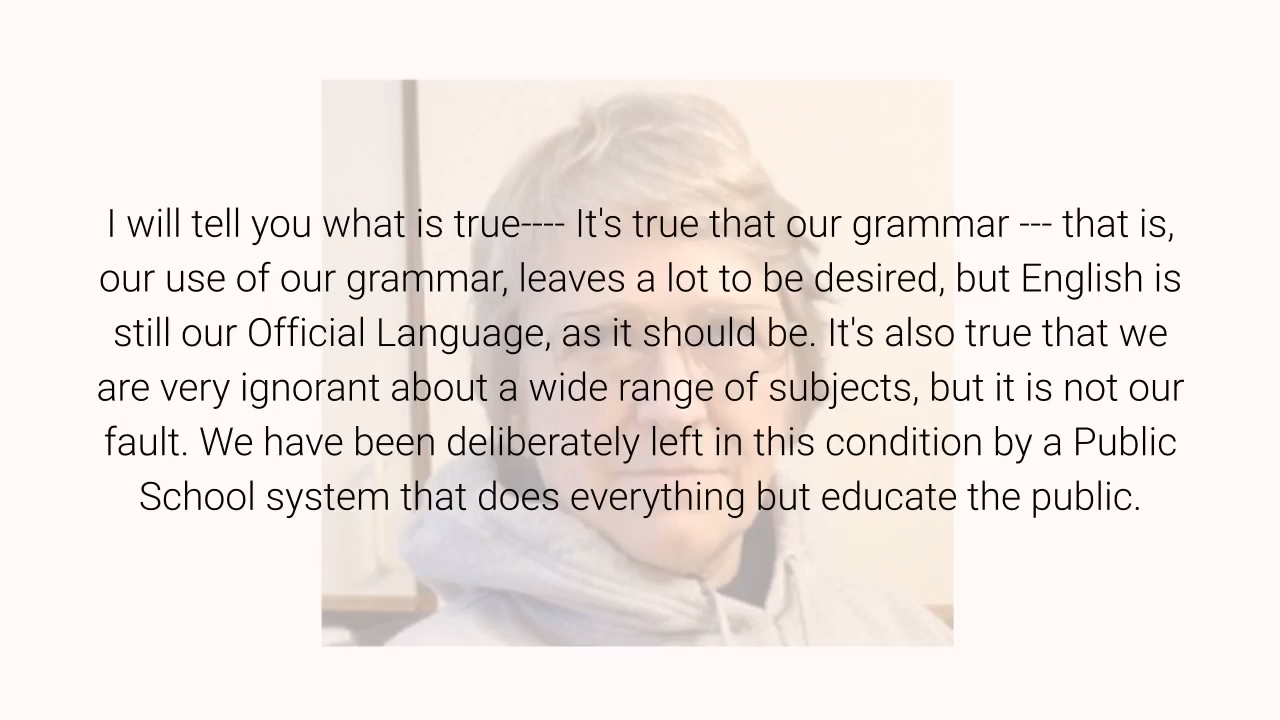 I will tell you what is true---- It's true that our grammar --- that is,
our use of our grammar, leaves a lot to be desired, but English is
still our Official Language, as it should be. It's also true that we
are very ignorant about a wide range of subjects, but it is not our
fault. We have been deliberately left in this condition by a Public
School system that does everything but educate the public.